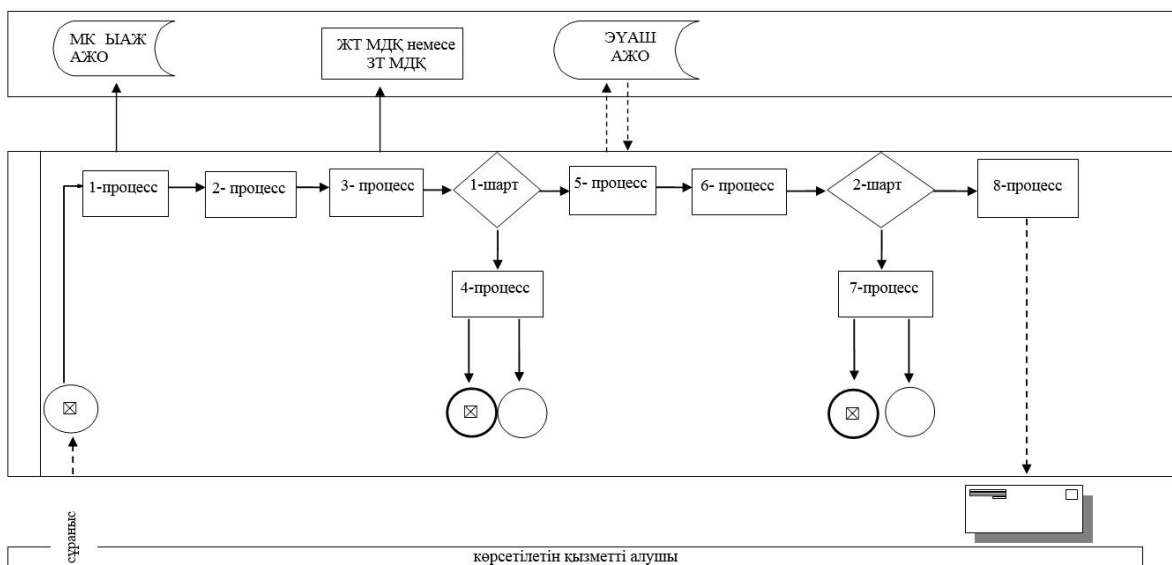 МК ЫАЖ
АЖО
ЖТ МДҚ немесе
ЗТ МДҚ
ЭҮАШ
АЖО
1-процесс
2- процесс
3- процесс
1-шарт
5- процесс
6- процесс
2-шарт
8-процесс
4-процесс
7-процесс
сұраныс
көрсетілетін қызметті алушы